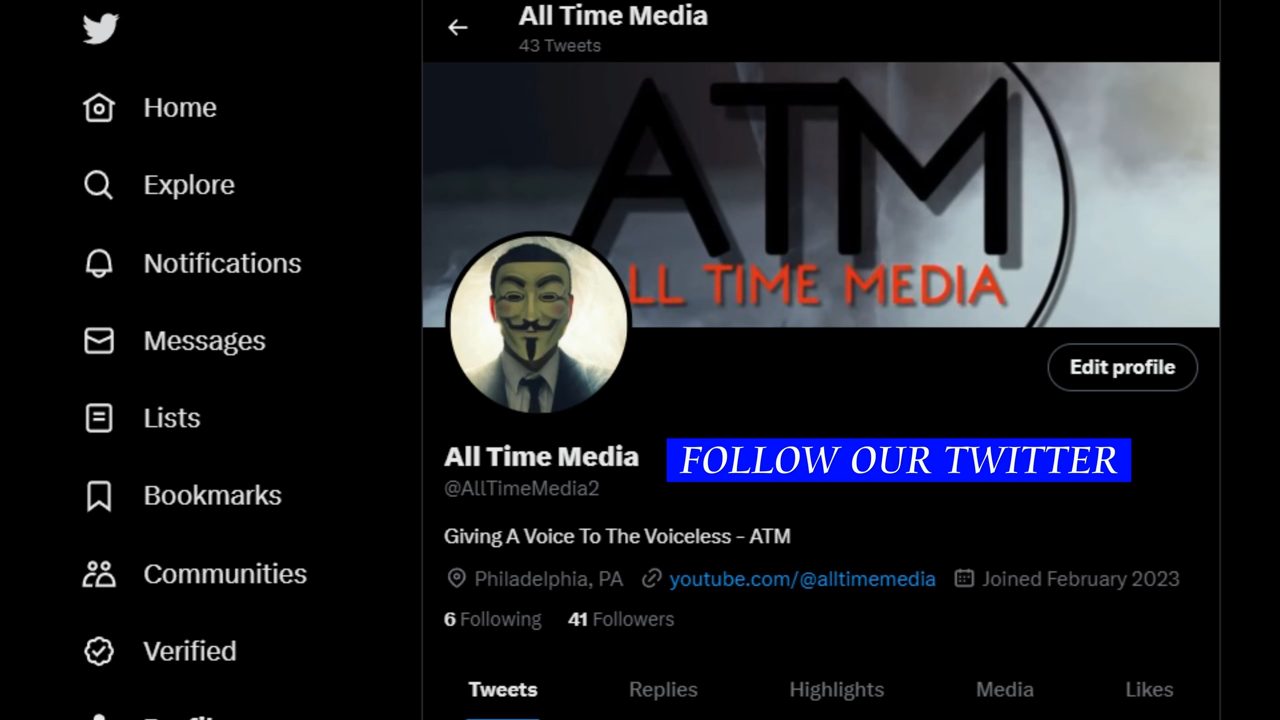 All Time Media
43 Tweets
Home
Explore
Notifications
Messages
Lists
Bookmarks
Communities
Verified
ATM
ALL TIME MEDIA
Edit profile
All Time Media
FOLLOW OUR TWITTER
@AllTimeMedia2
Giving A Voice To The Voiceless - ATM
Philadelphia, PA youtube.com/@alltimemedia Joined February 2023
6 Following 41 Followers
Tweets Replies Highlights Media Likes